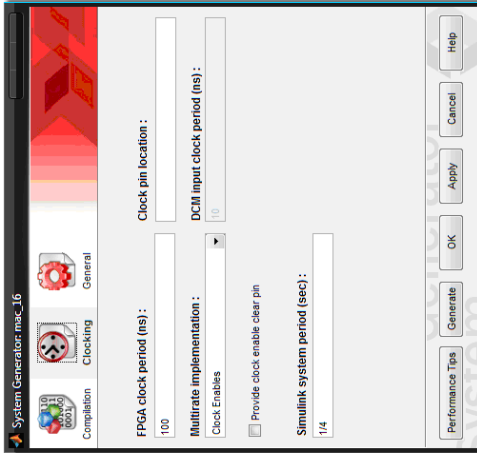 System Generator: mac_16
Compilation
Clocking
General
FPGA clock period (ns) :
Clock pin location :
100
Multirate implementation :
DCM input clock period (ns) :
Clock Enables
10
Provide clock enable clear pin
Simulink system period (sec) :
1/4
Performance Tips
Generate
OK
Apply
Cancel
Help